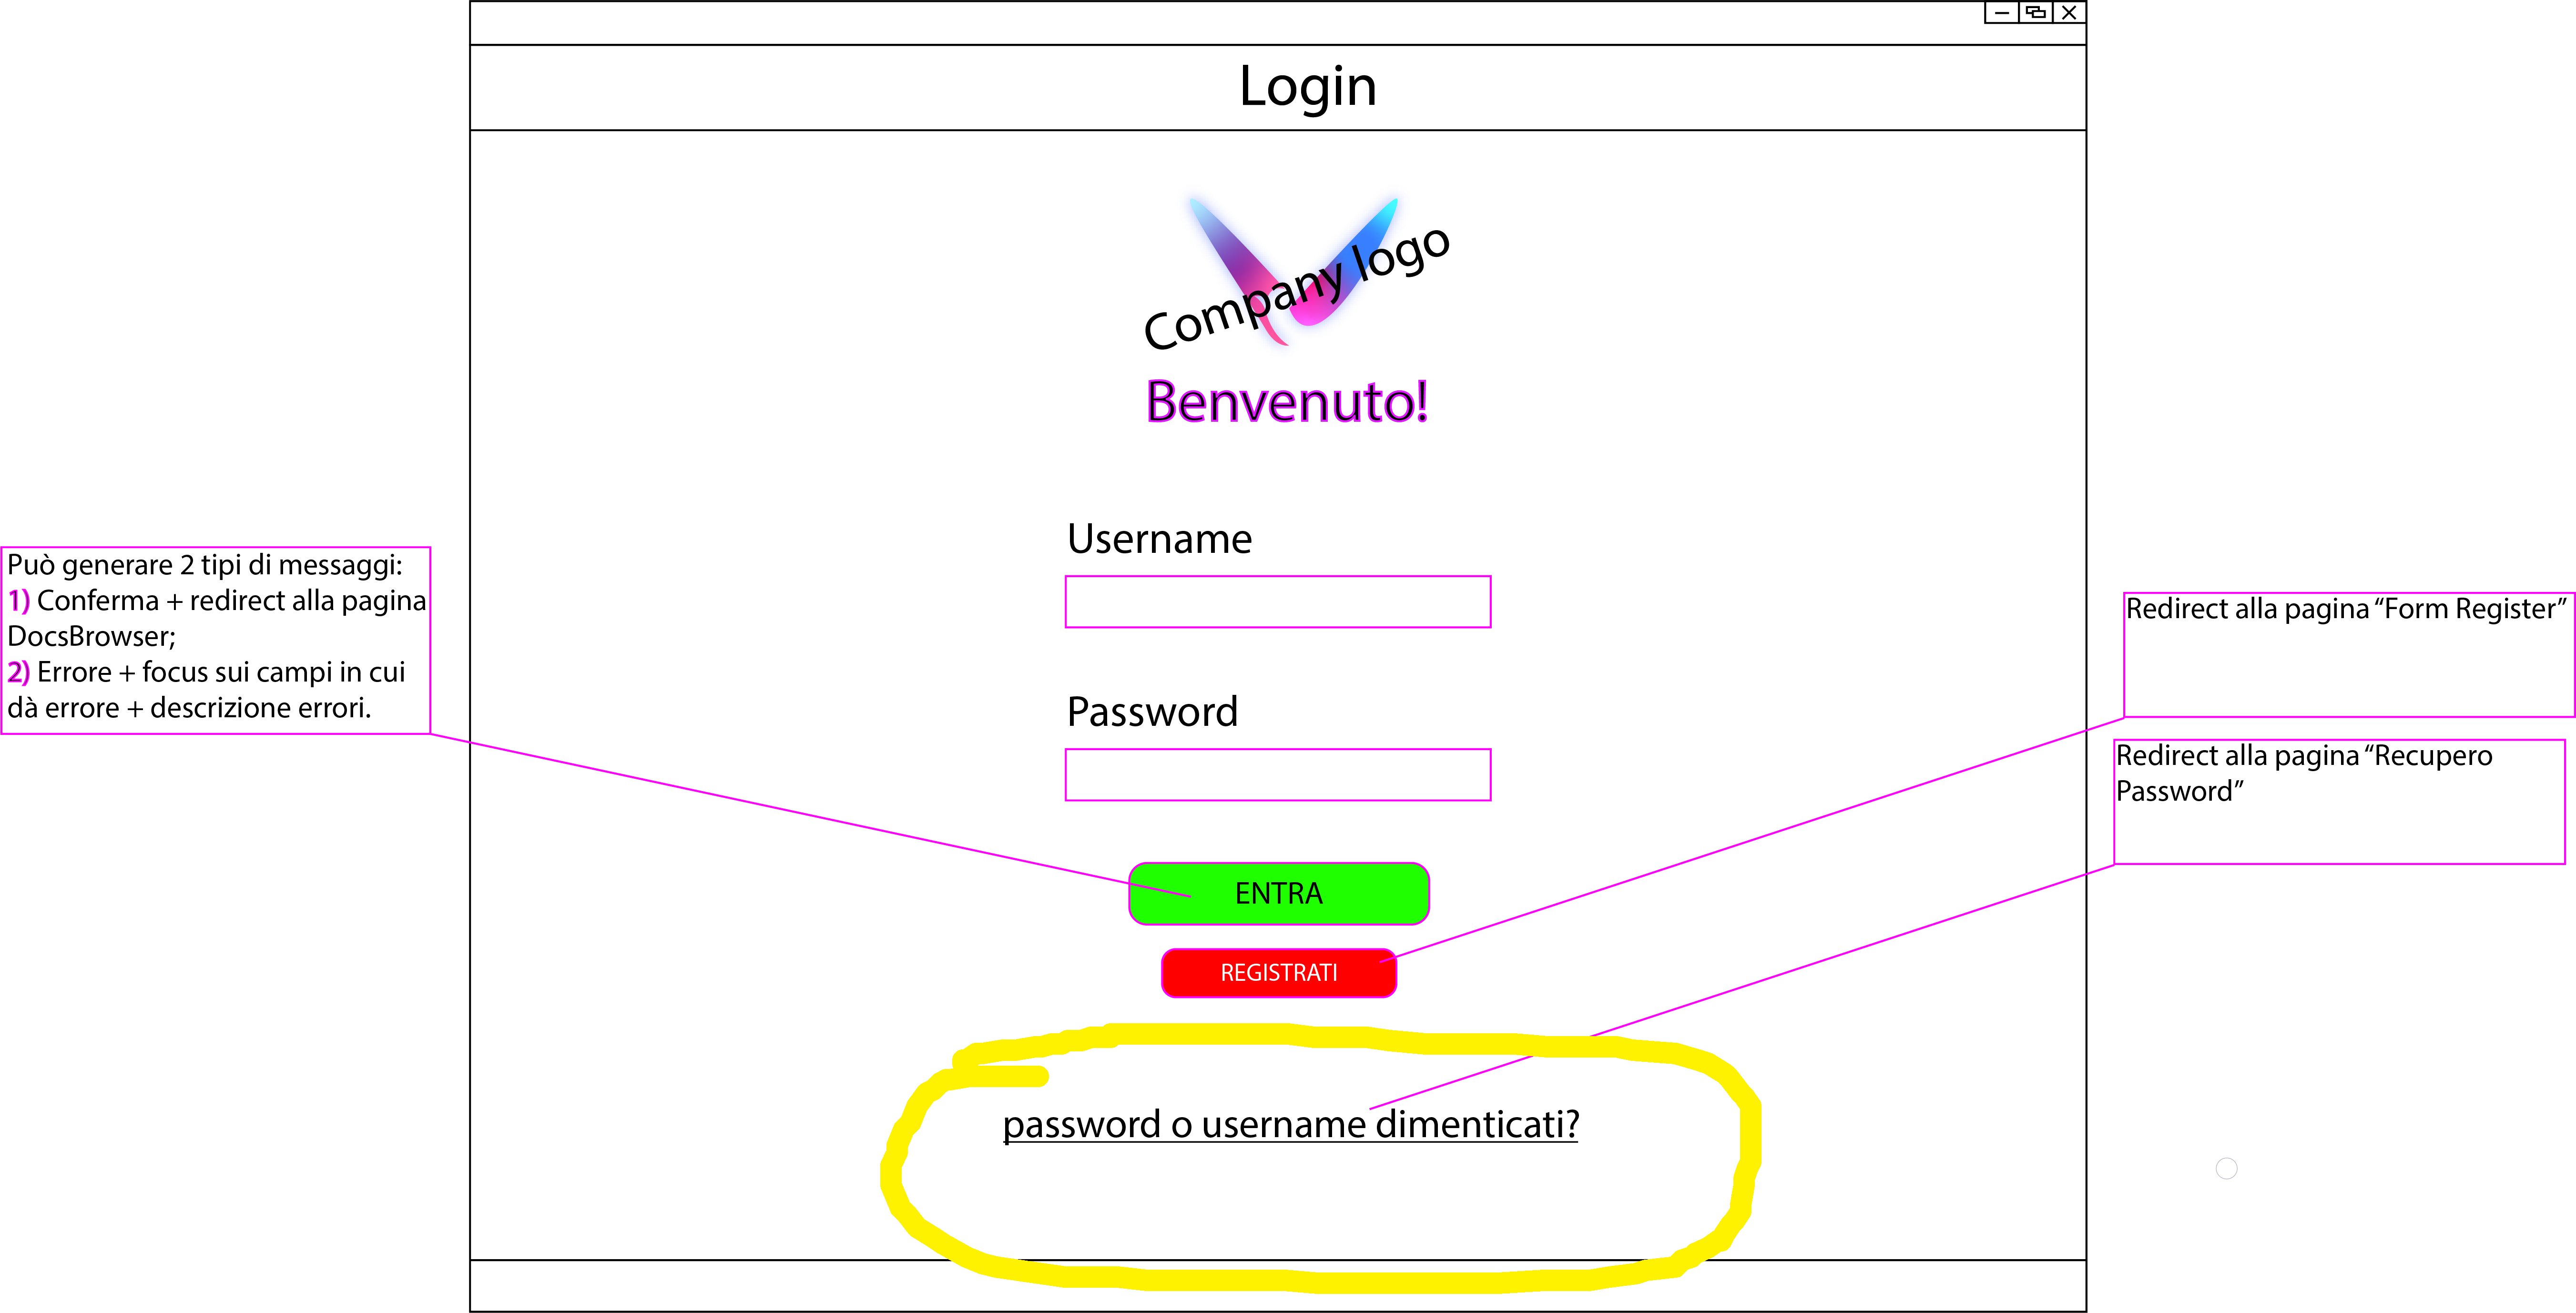 Login
Company logo
Benvenuto!
Username
Password
ENTRA
REGISTRATI
password o username dimenticati?
Può generare 2 tipi di messaggi:
1) Conferma + redirect alla pagina
DocsBrowser;
2) Errore + focus sui campi in cui
dà errore + descrizione errori.
Redirect alla pagina “Form Register”
Redirect alla pagina “Recupero
Password”